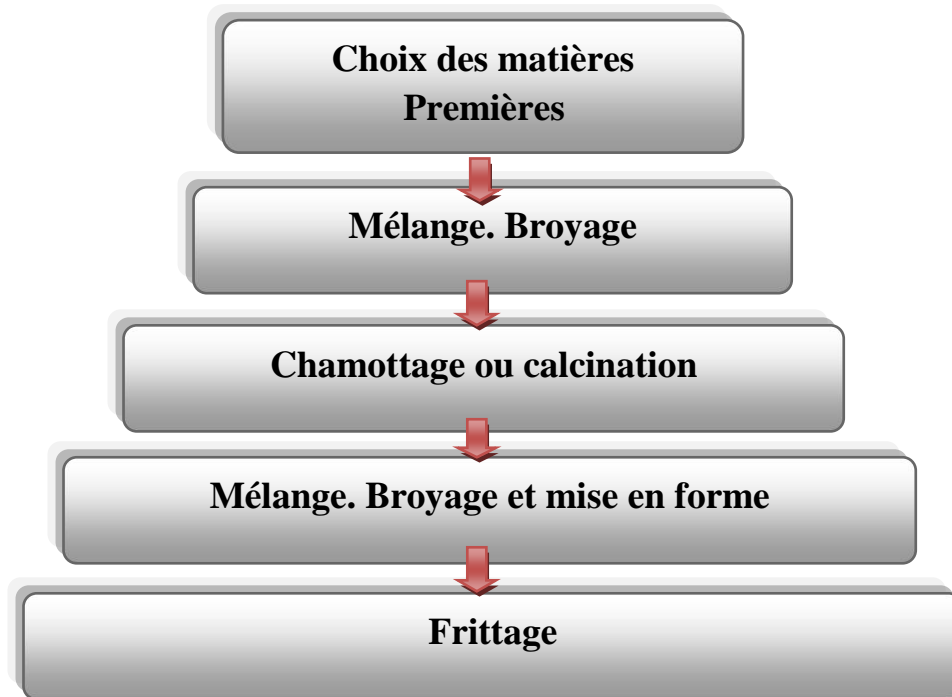 Choix des matières
Premières
Mélange. Broyage
Chamottage ou calcination
Mélange. Broyage et mise en forme
Frittage